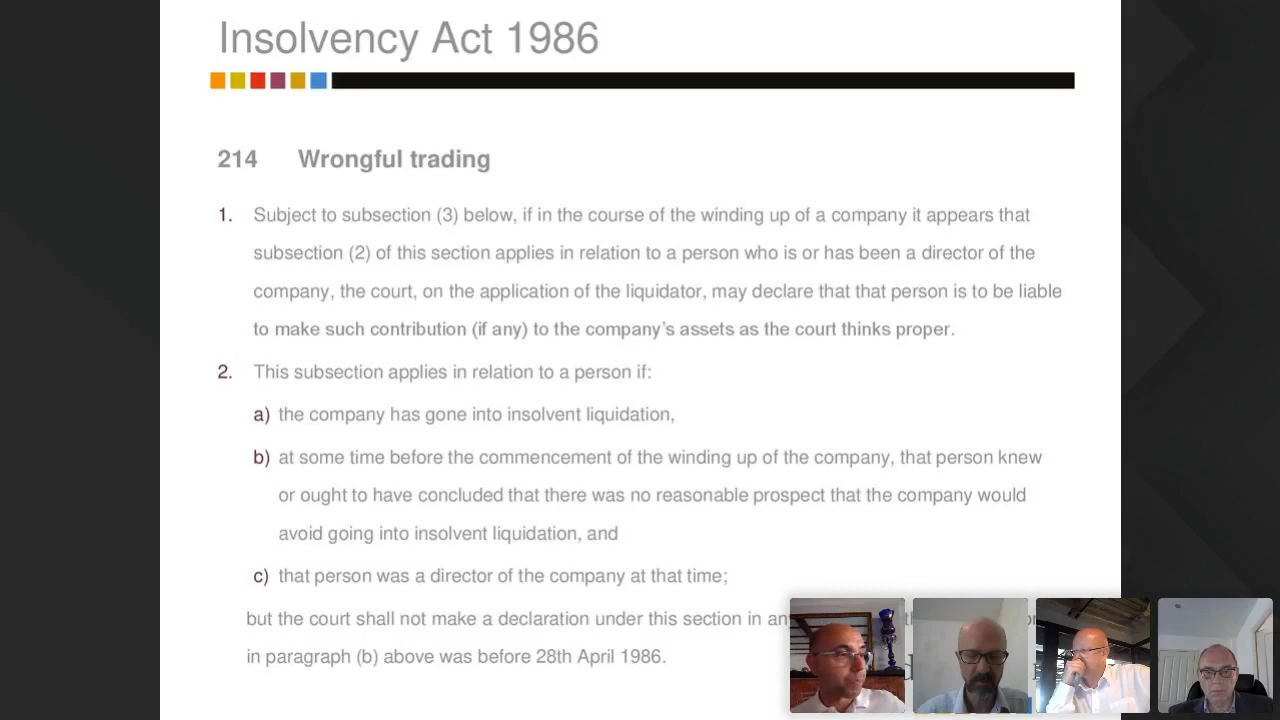 Insolvency Act 1986
214 Wrongful trading
1. Subject to subsection (3) below, if in the course of the winding up of a company it appears that
subsection (2) of this section applies in relation to a person who is or has been a director of the
company, the court, on the application of the liquidator, may declare that that person is to be liable
to make such contribution (if any) to the company's assets as the court thinks proper.
2. This subsection applies in relation to a person if:
a) the company has gone into insolvent liquidation,
b) at some time before the commencement of the winding up of the company, that person knew
or ought to have concluded that there was no reasonable prospect that the company would
avoid going into insolvent liquidation, and
c) that person was a director of the company at that time;
but the court shall not make a declaration under this section in
in paragraph (b) above was before 28th April 1986.